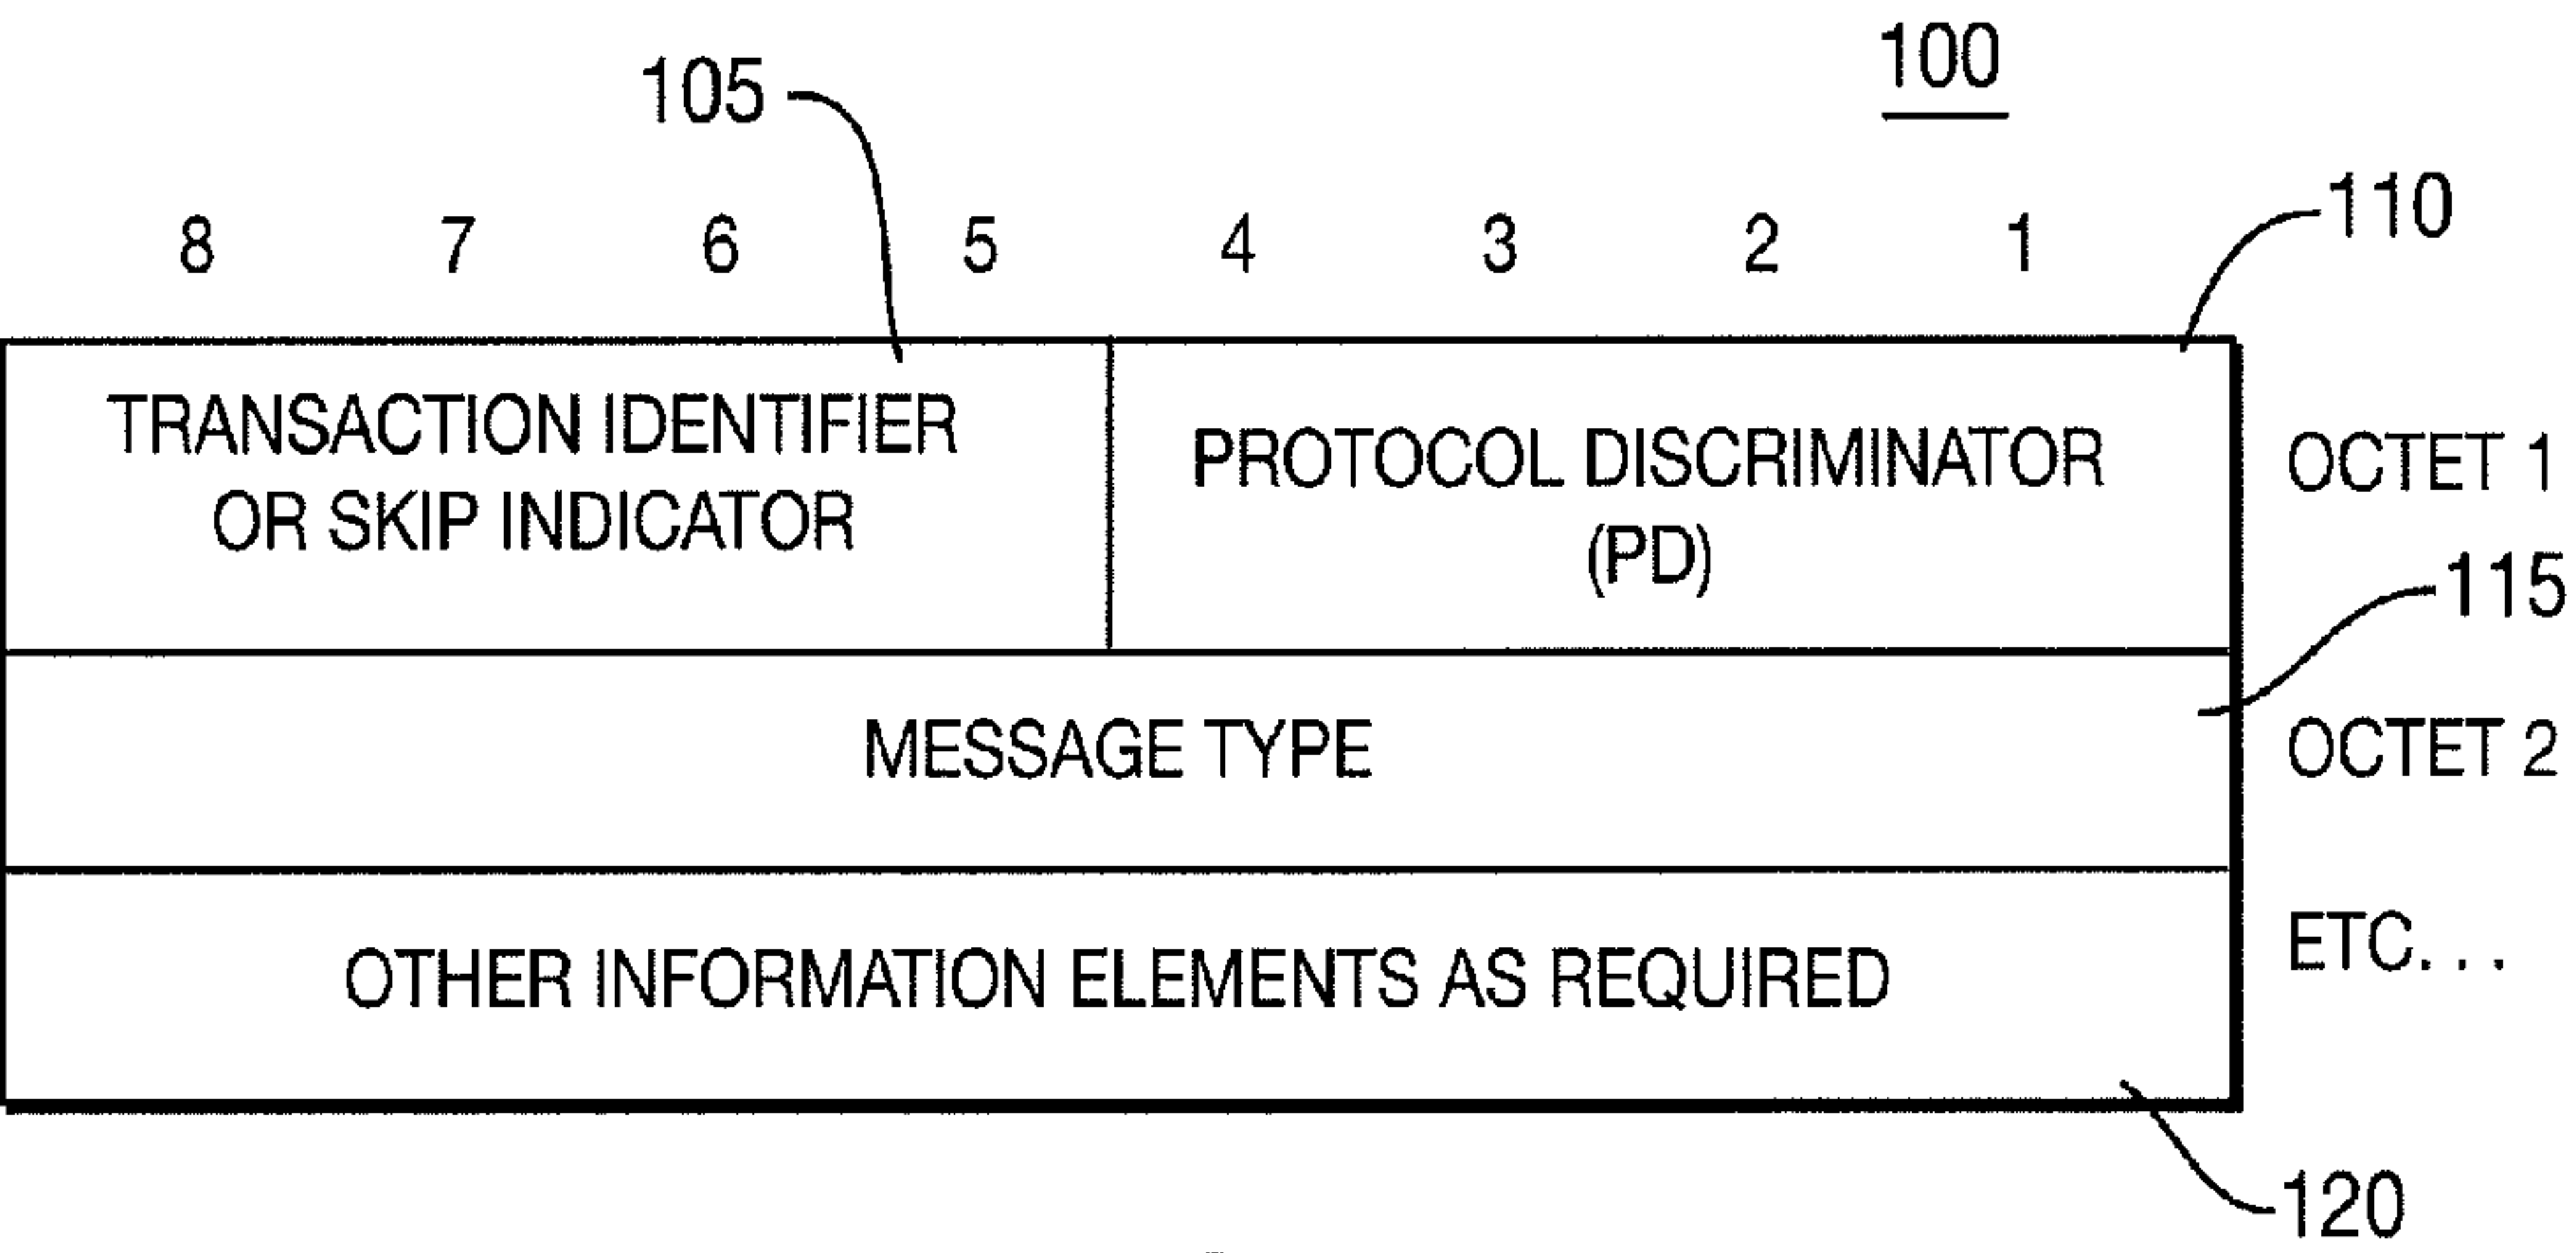 100
105
110
8 7 6 5 4 3 2 1
TRANSACTION IDENTIFIER
OR SKIP INDICATOR
PROTOCOL DISCRIMINATOR
(PD)
OCTET 1
115
MESSAGE TYPE
OCTET 2
OTHER INFORMATION ELEMENTS AS REQUIRED
ETC. . .
120